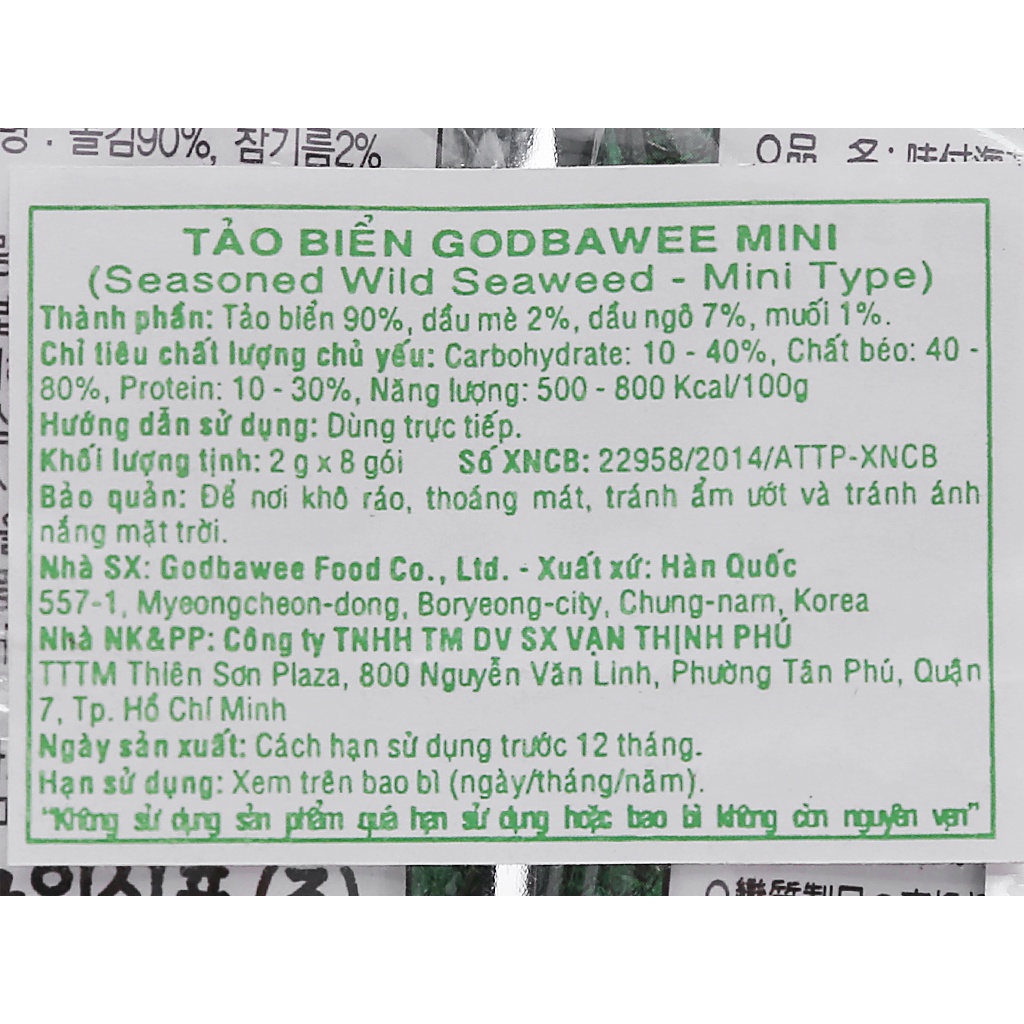 · 돌김90%, 참기름2%
TẢO BIỂN GODBAWEE MINI
(Seasoned Wild Seaweed - Mini Type)
Thành phần: Tảo biển 90%, dầu mè 2%, dầu ngô 7%, muối 1%.
Chỉ tiêu chất lượng chủ yếu: Carbohydrate: 10 - 40%, Chất béo: 40 -
80%, Protein: 10 - 30%, Năng lượng: 500 - 800 Kcal/100g
Hướng dẫn sử dụng: Dùng trực tiếp.
Khối lượng tịnh: 2 g x 8 gói Số XNCB: 22958/2014/ATTP-XNCB
Bảo quản: Để nơi khô ráo, thoáng mát, tránh ẩm ướt và tránh ánh
nắng mặt trời.
Nhà SX: Godbawee Food Co., Ltd. - Xuất xứ: Hàn Quốc
557-1, Myeongcheon-dong, Boryeong-city, Chung-nam, Korea
Nhà NK&PP: Công ty TNHH TM DV SX VẠN THỊNH PHÚ
TTTM Thiên Sơn Plaza, 800 Nguyễn Văn Linh, Phường Tân Phú, Quận
7, Tp. Hồ Chí Minh
Ngày sản xuất: Cách hạn sử dụng trước 12 tháng.
Hạn sử dụng: Xem trên bao bì (ngày/tháng/năm).
"Không sử dụng sản phẩm quá hạn sử dụng hoặc bao bì không còn nguyên vẹn"